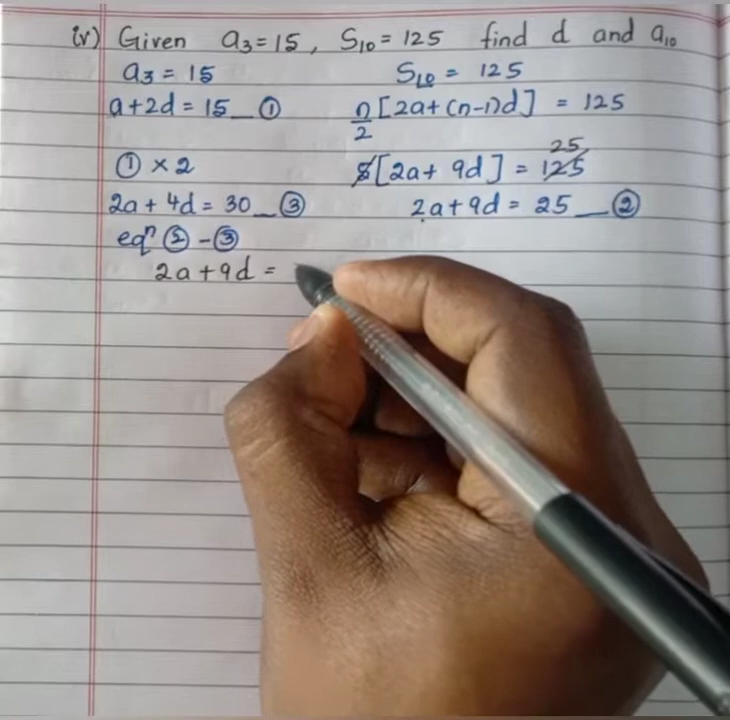 iv) Given a₃ = 15, S₁₀ = 125 find d and a₁₀
a₃ = 15 S₁₀ = 125
a + 2d = 15 _ ① n/2 [2a + (n-1)d] = 125
① × 2 5[2a + 9d] = 125 25
2a + 4d = 30 _ ③ 2a + 9d = 25 _ ②
eqⁿ ② - ③
2a + 9d =